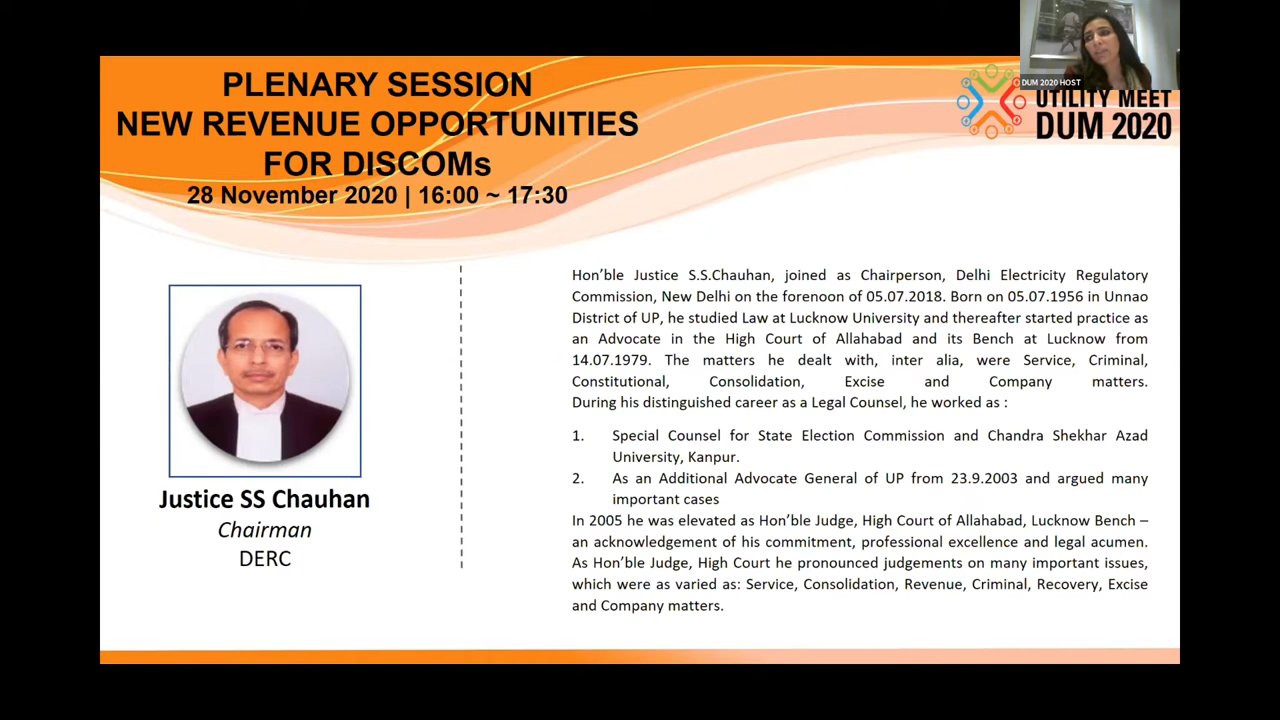 PLENARY SESSION
NEW REVENUE OPPORTUNITIES
FOR DISCOMs
28 November 2020 | 16:00 ~ 17:30
DUM 2020 HOST
UTILITY MEET
DUM 2020
Justice SS Chauhan
Chairman
DERC
Hon’ble Justice S.S.Chauhan, joined as Chairperson, Delhi Electricity Regulatory
Commission, New Delhi on the forenoon of 05.07.2018. Born on 05.07.1956 in Unnao
District of UP, he studied Law at Lucknow University and thereafter started practice as
an Advocate in the High Court of Allahabad and its Bench at Lucknow from
14.07.1979. The matters he dealt with, inter alia, were Service, Criminal,
Constitutional, Consolidation, Excise and Company matters.
During his distinguished career as a Legal Counsel, he worked as :
1. Special Counsel for State Election Commission and Chandra Shekhar Azad
University, Kanpur.
2. As an Additional Advocate General of UP from 23.9.2003 and argued many
important cases
In 2005 he was elevated as Hon’ble Judge, High Court of Allahabad, Lucknow Bench –
an acknowledgement of his commitment, professional excellence and legal acumen.
As Hon’ble Judge, High Court he pronounced judgements on many important issues,
which were as varied as: Service, Consolidation, Revenue, Criminal, Recovery, Excise
and Company matters.